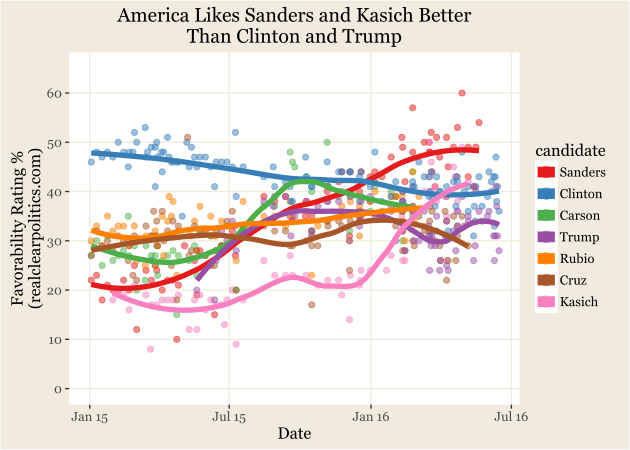 America Likes Sanders and Kasich Better
Than Clinton and Trump
Favorability Rating %
(realclearpolitics.com)
60
50
40
30
20
10
0
Jan 15
Jul 15
Jan 16
Jul 16
Date
candidate
Sanders
Clinton
Carson
Trump
Rubio
Cruz
Kasich